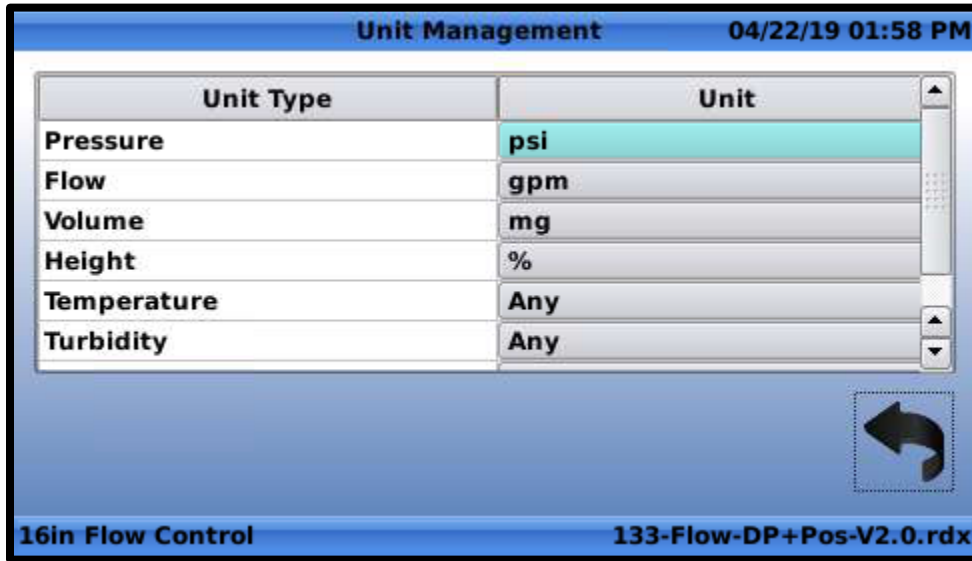 Unit Management 04/22/19 01:58 PM
Unit Type Unit
Pressure psi
Flow gpm
Volume mg
Height %
Temperature Any
Turbidity Any
16in Flow Control 133-Flow-DP+Pos-V2.0.rdx